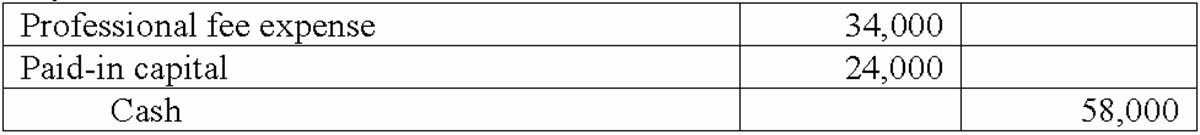 Professional fee expense 34,000
Paid-in capital 24,000
Cash 58,000